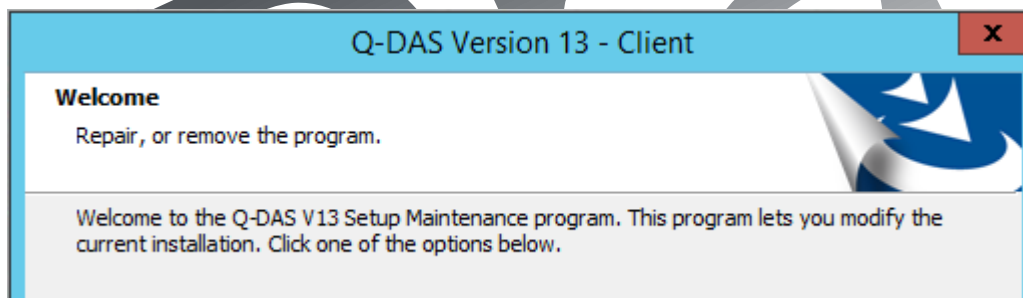 Q-DAS Version 13 - Client
x
Welcome
Repair, or remove the program.
Welcome to the Q-DAS V13 Setup Maintenance program. This program lets you modify the
current installation. Click one of the options below.